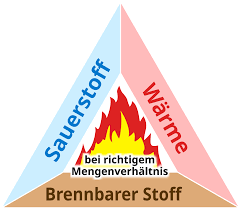 Sauerstoff
Wärme
bei richtigem
Mengenverhältnis
Brennbarer Stoff